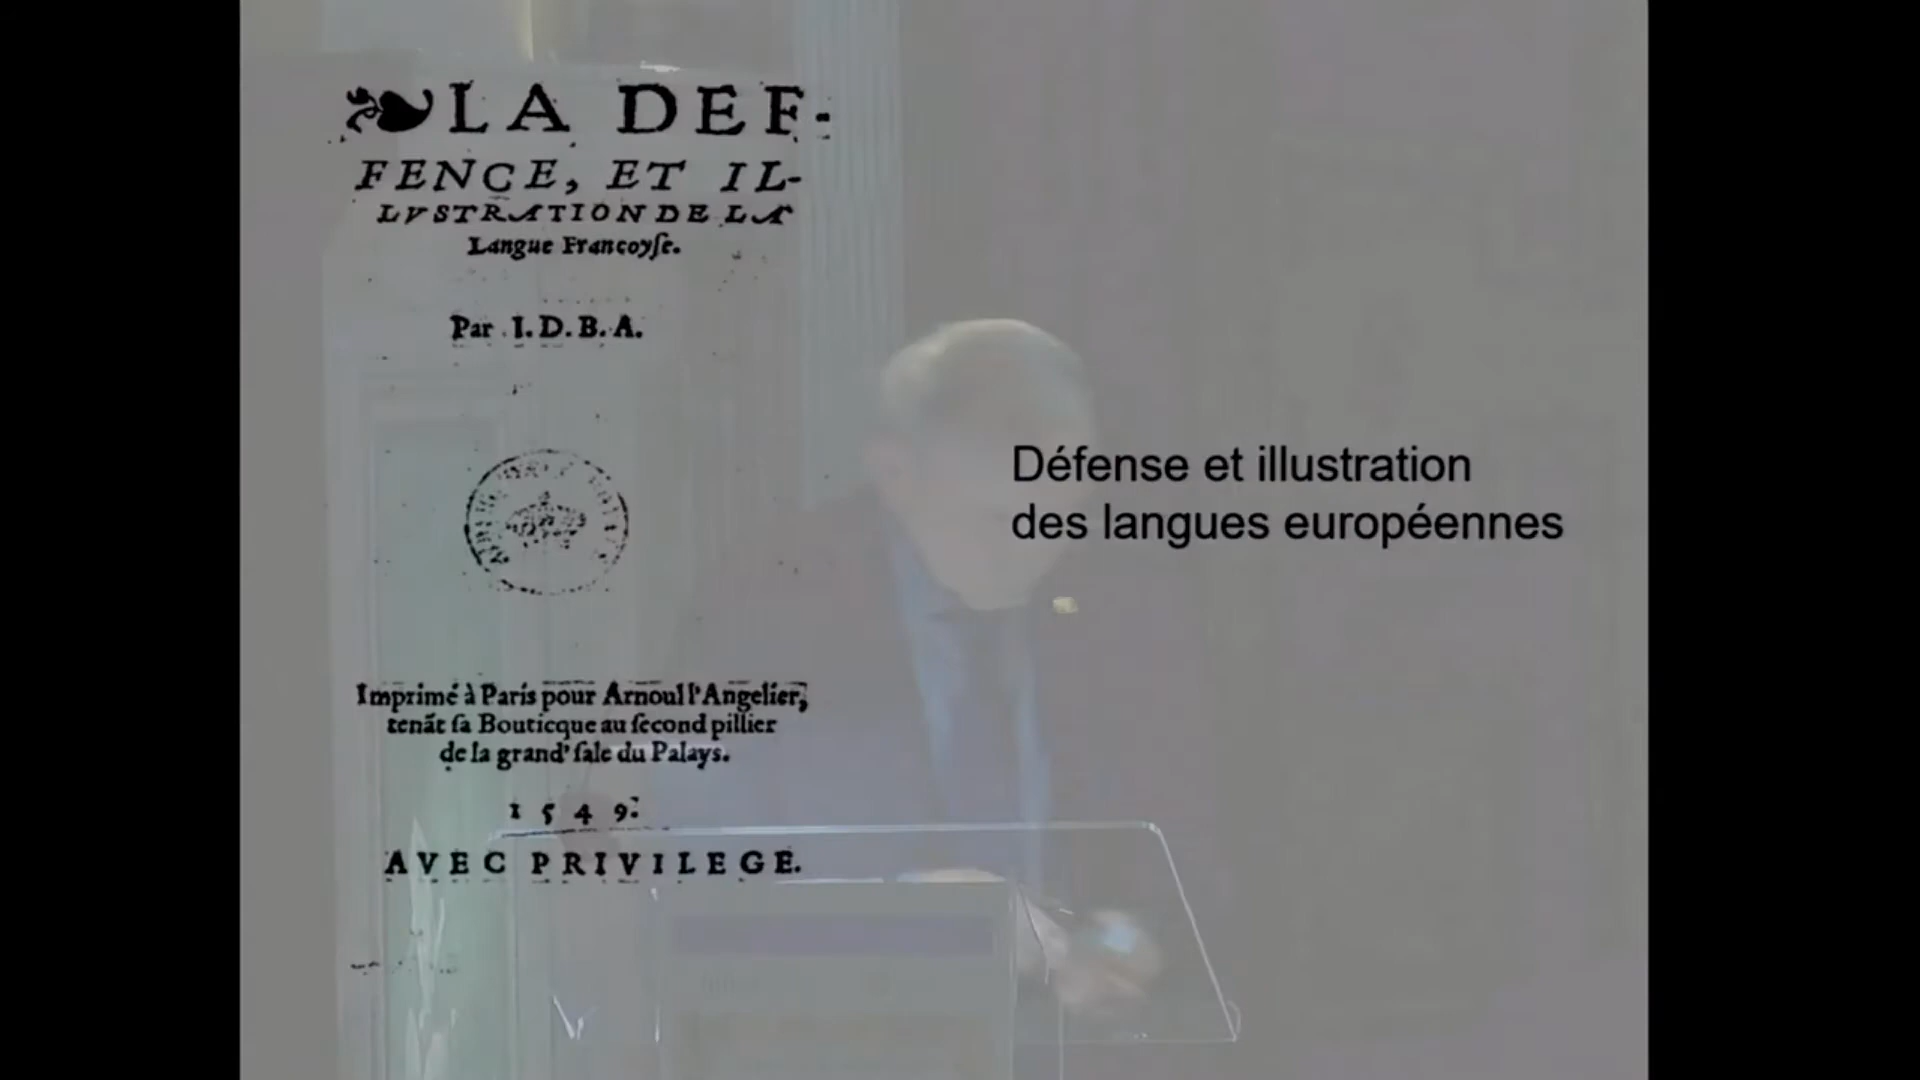 LA DEF-
FENCE, ET IL-
LVSTRATION DE LA
Langue Francoyſe.
Par I. D. B. A.
Imprimé à Paris pour Arnoul l'Angelier,
tenãt ſa Bouticque au ſecond pillier
de la grand' ſale du Palays.
1549.
AVEC PRIVILEGE.
Défense et illustration
des langues européennes